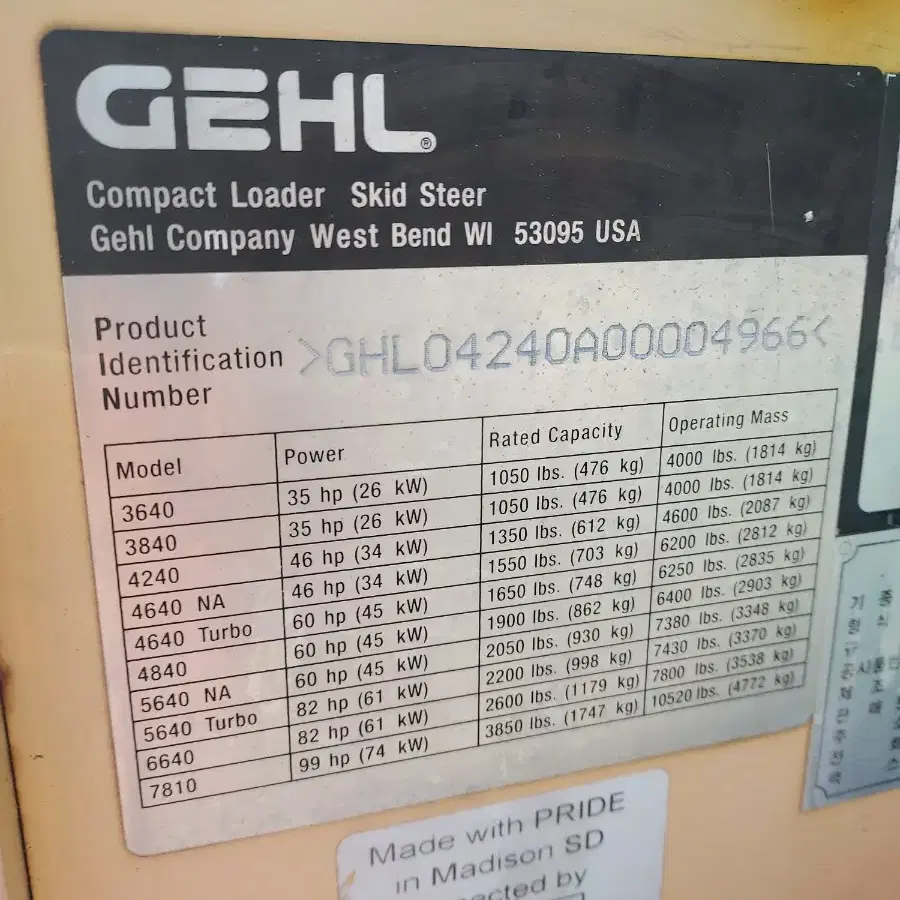 GEHL®
Compact Loader Skid Steer
Gehl Company West Bend WI 53095 USA
Product
Identification
Number
>GHL04240A00004966<
Model Power Rated Capacity Operating Mass
3640 35 hp (26 kW) 1050 lbs. (476 kg) 4000 lbs. (1814 kg)
3840 35 hp (26 kW) 1050 lbs. (476 kg) 4000 lbs. (1814 kg)
4240 46 hp (34 kW) 1350 lbs. (612 kg) 4600 lbs. (2087 kg)
4640 NA 46 hp (34 kW) 1550 lbs. (703 kg) 6200 lbs. (2812 kg)
4640 Turbo 60 hp (45 kW) 1650 lbs. (748 kg) 6250 lbs. (2835 kg)
4840 60 hp (45 kW) 1900 lbs. (862 kg) 6400 lbs. (2903 kg)
5640 NA 60 hp (45 kW) 2050 lbs. (930 kg) 7380 lbs. (3348 kg)
5640 Turbo 82 hp (61 kW) 2200 lbs. (998 kg) 7430 lbs. (3370 kg)
6640 82 hp (61 kW) 2600 lbs. (1179 kg) 7800 lbs. (3538 kg)
7810 99 hp (74 kW) 3850 lbs. (1747 kg) 10520 lbs. (4772 kg)
Made with PRIDE
in Madison SD
by